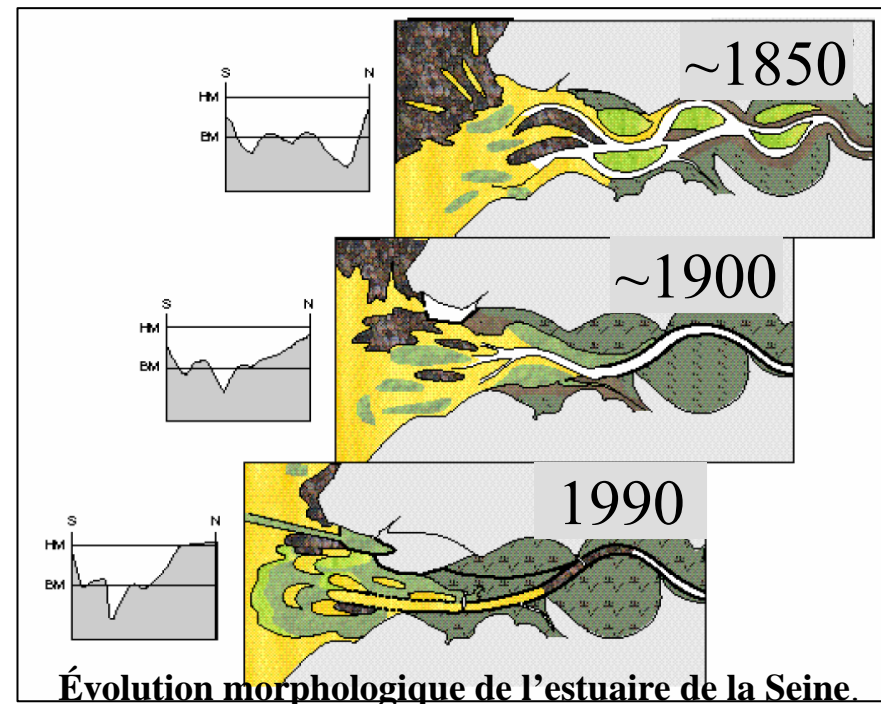 ~1850
S N
HM
BM
~1900
S N
HM
BM
1990
S N
HM
BM
Évolution morphologique de l'estuaire de la Seine.